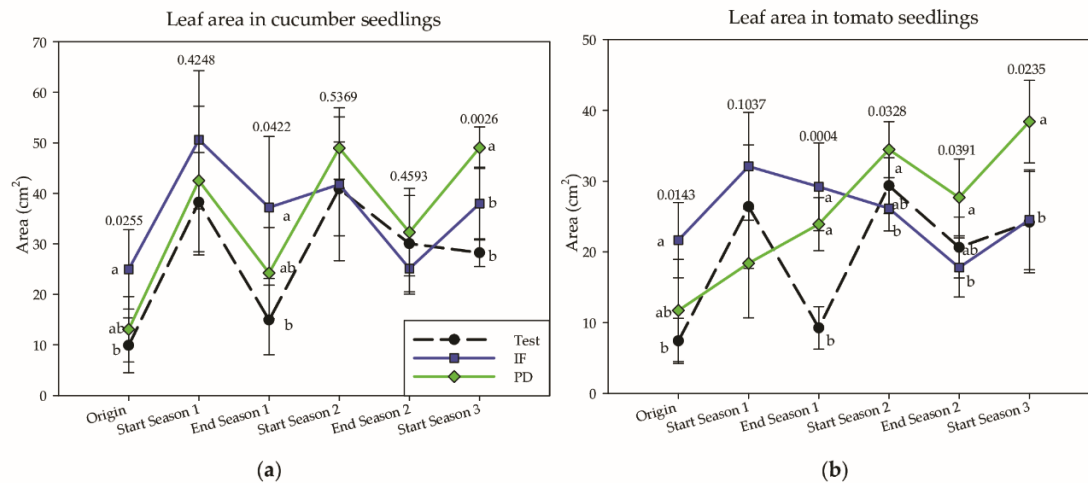 Leaf area in cucumber seedlings
Area (cm²)
70
60
50
40
30
20
10
0
0.0255
0.4248
0.0422
0.5369
0.4593
0.0026
a
ab
b
a
ab
b
a
b
b
Test
IF
PD
Origin
Start Season 1
End Season 1
Start Season 2
End Season 2
Start Season 3
(a)
Leaf area in tomato seedlings
Area (cm²)
50
40
30
20
10
0
0.0143
0.1037
0.0004
0.0328
0.0391
0.0235
a
ab
b
a
a
b
a
ab
b
a
ab
b
a
b
Origin
Start Season 1
End Season 1
Start Season 2
End Season 2
Start Season 3
(b)